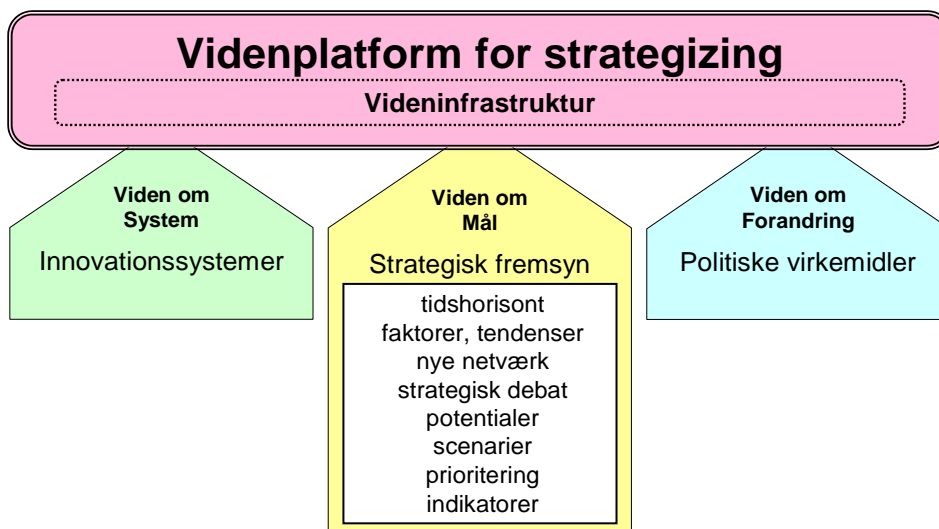 Videnplatform for strategizing
Videninfrastruktur
Viden om
System
Innovationssystemer
Viden om
Mål
Strategisk fremsyn
tidshorisont
faktorer, tendenser
nye netværk
strategisk debat
potentialer
scenarier
prioritering
indikatorer
Viden om
Forandring
Politiske virkemidler